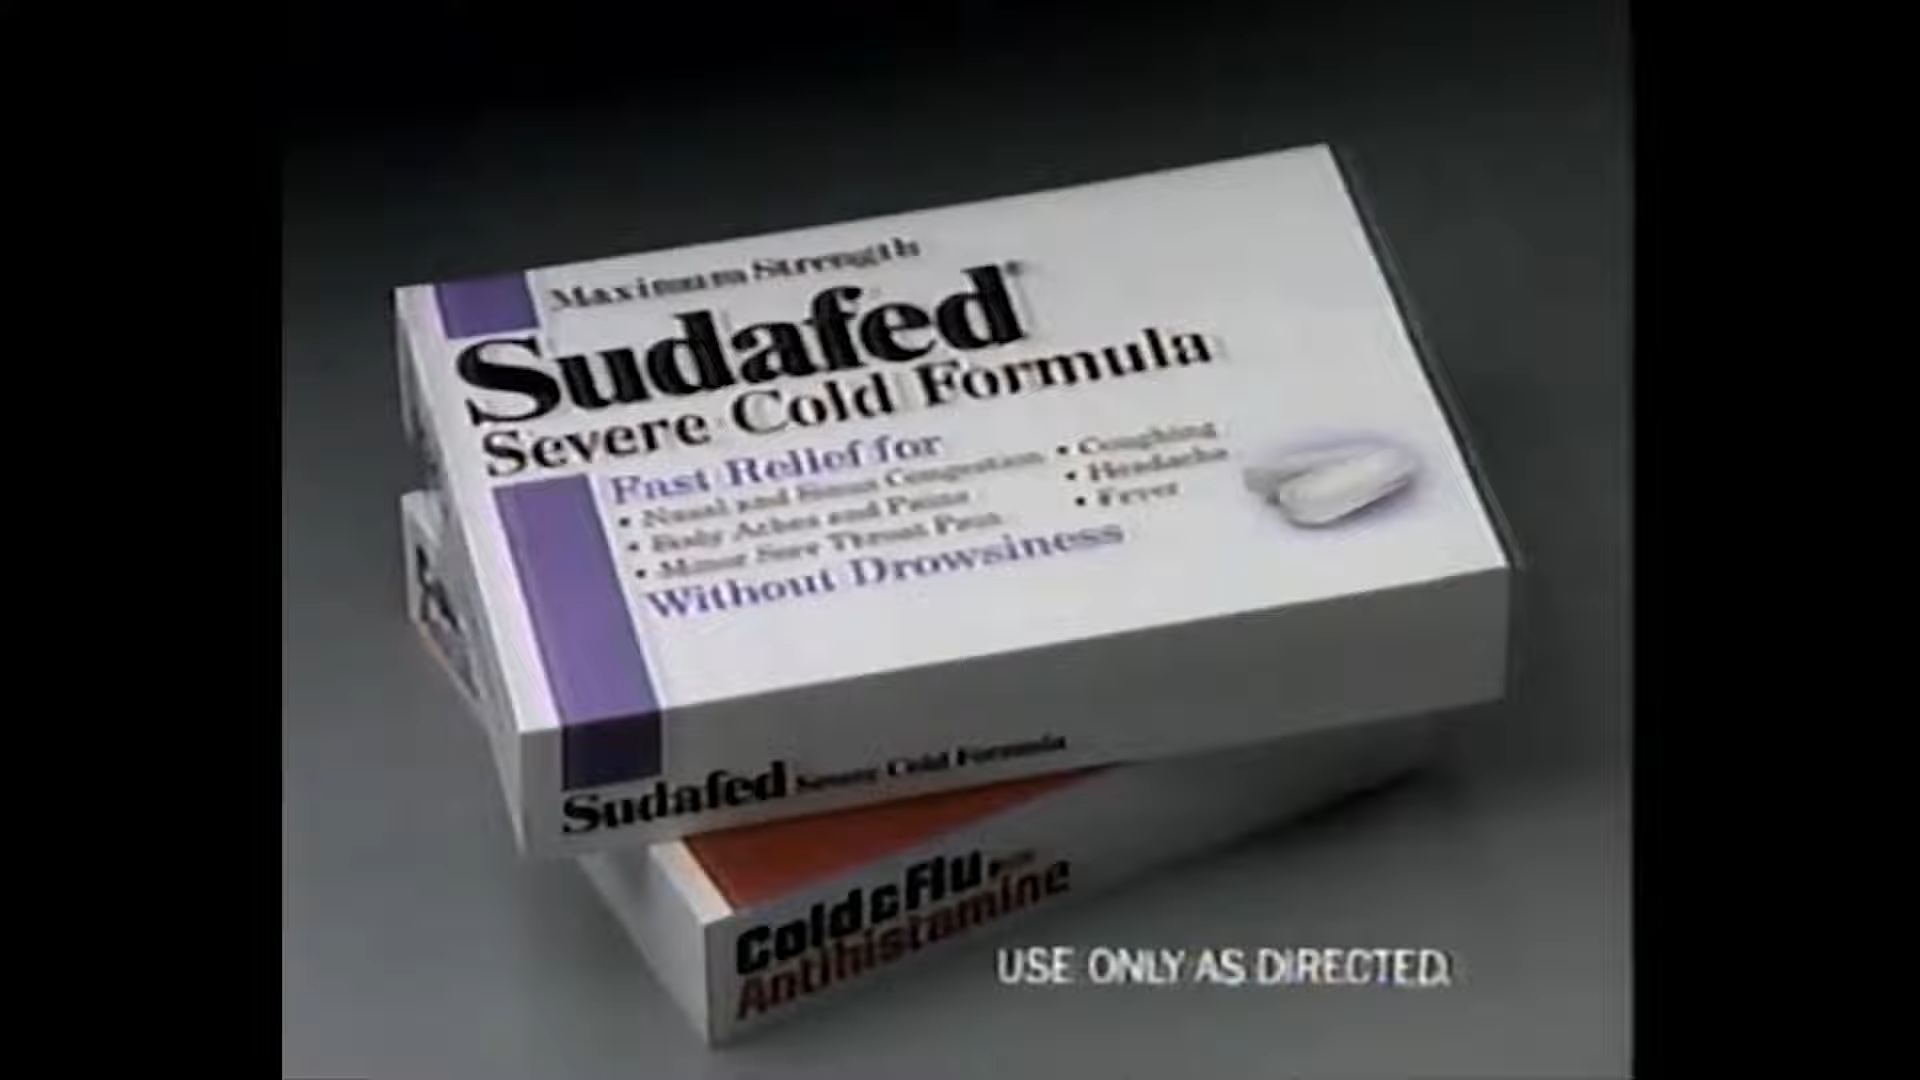 Maximum Strength
Sudafed®
Severe Cold Formula
Fast Relief for
• Nasal and Sinus Congestion
• Body Aches and Pains
• Minor Sore Throat Pain
• Coughing
• Headache
• Fever
Without Drowsiness
Sudafed Severe Cold Formula
Cold&Flu
Antihistamine
USE ONLY AS DIRECTED.